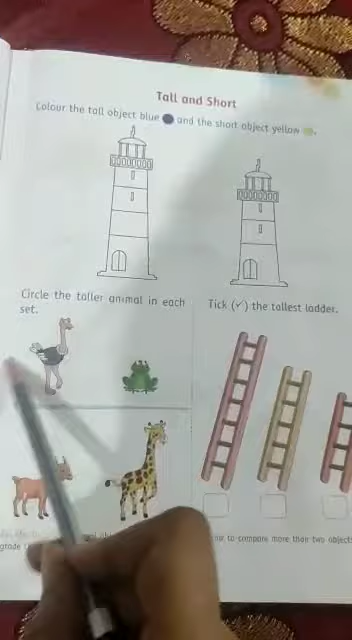 Tall and Short
Colour the tall object blue and the short object yellow .
Circle the taller animal in each
set.
Tick (✓) the tallest ladder.
to compare more than two objects
grade